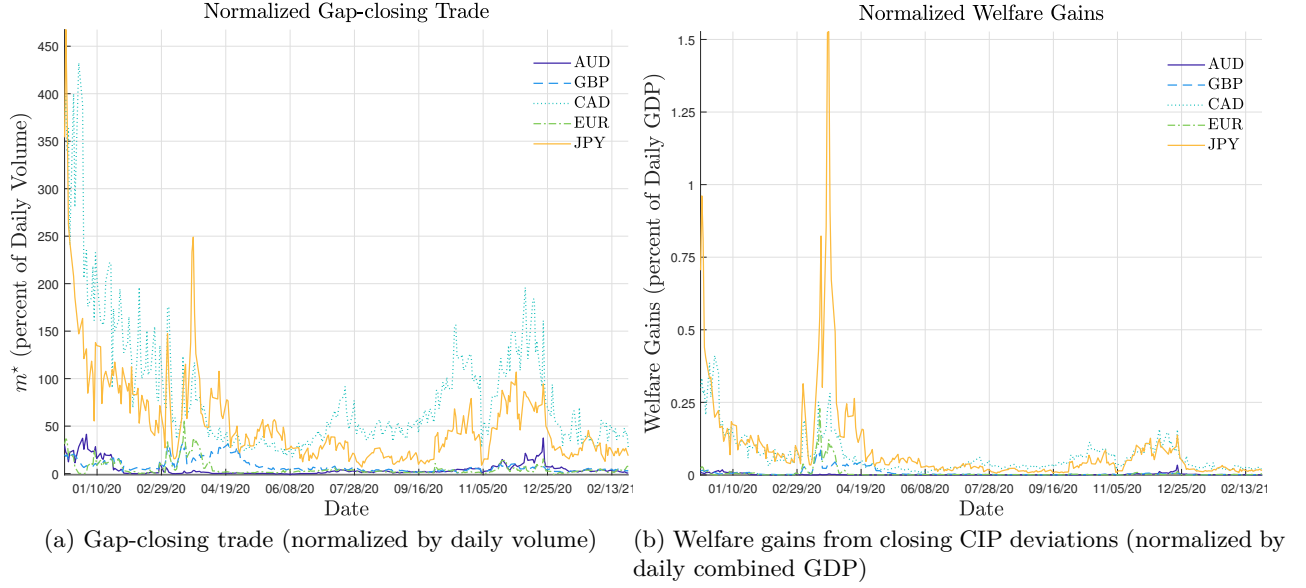 Normalized Gap-closing Trade
m* (percent of Daily Volume)
450
400
350
300
250
200
150
100
50
0
AUD
GBP
CAD
EUR
JPY
01/10/20 02/29/20 04/19/20 06/08/20 07/28/20 09/16/20 11/05/20 12/25/20 02/13/21
Date
(a) Gap-closing trade (normalized by daily volume)
Normalized Welfare Gains
Welfare Gains (percent of Daily GDP)
1.5
1.25
1
0.75
0.5
0.25
0
AUD
GBP
CAD
EUR
JPY
01/10/20 02/29/20 04/19/20 06/08/20 07/28/20 09/16/20 11/05/20 12/25/20 02/13/21
Date
(b) Welfare gains from closing CIP deviations (normalized by
daily combined GDP)